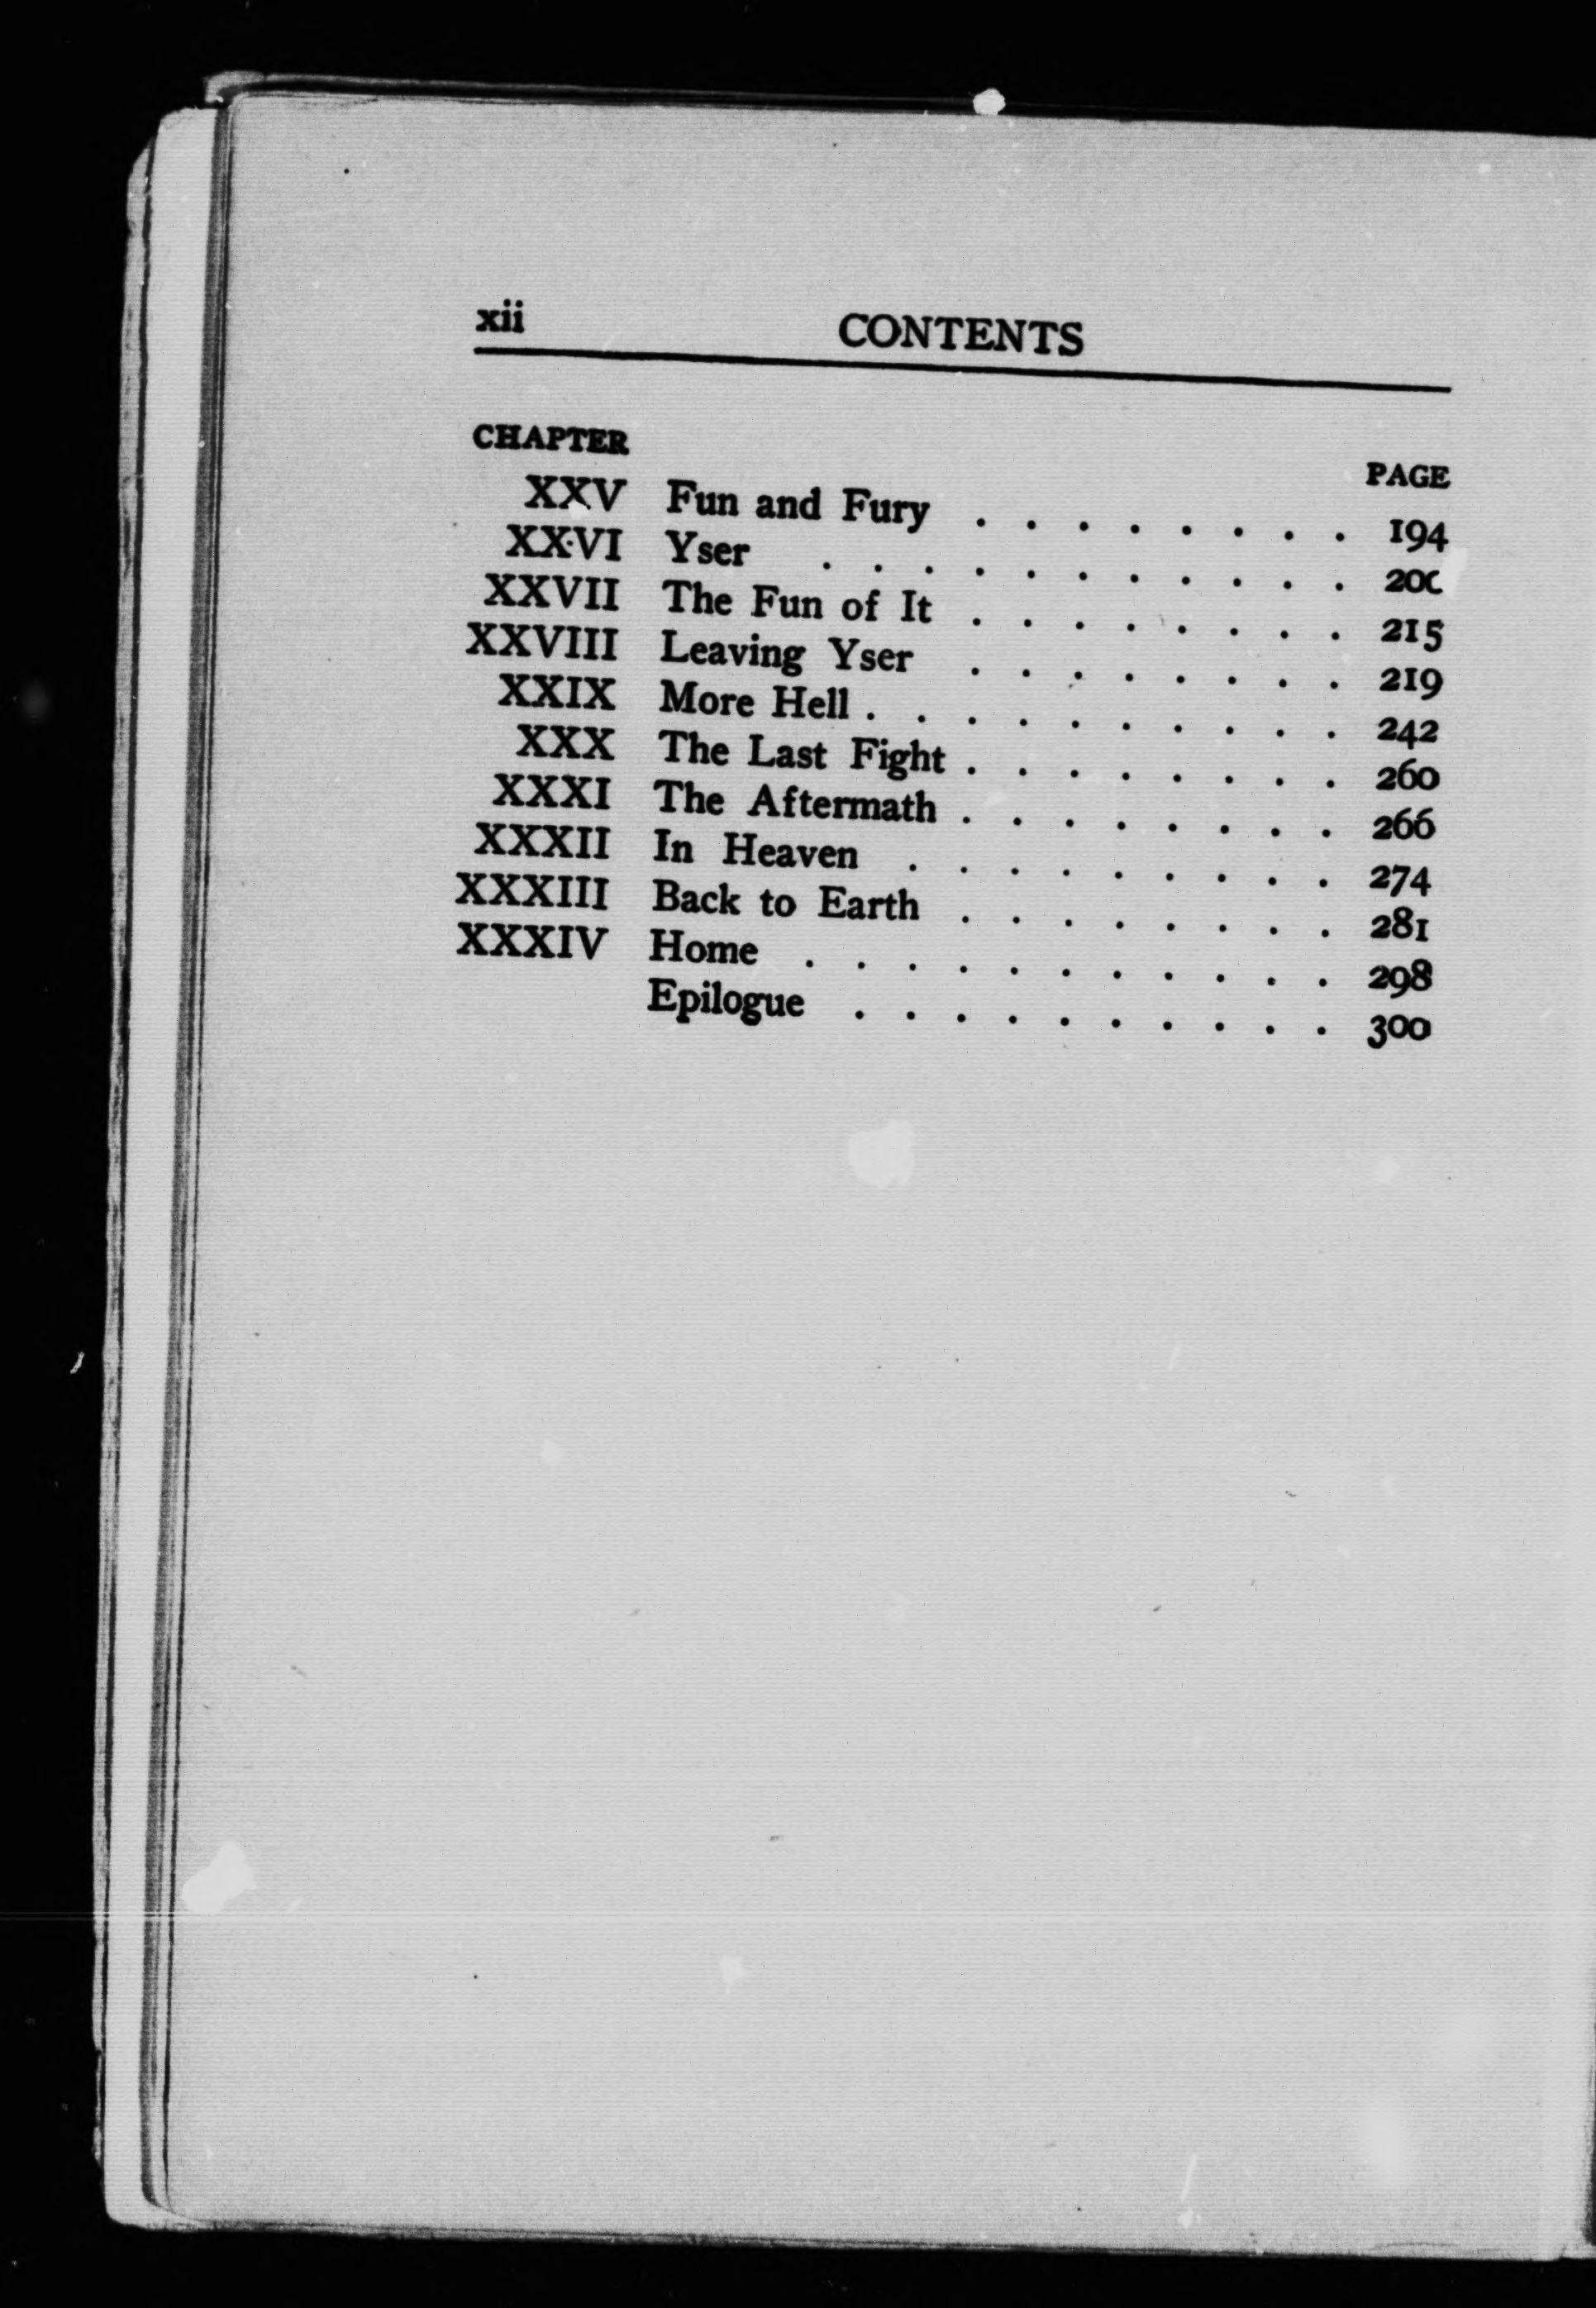 xii CONTENTS
CHAPTER PAGE
XXV Fun and Fury . . . . . . . . 194
XXVI Yser . . . . . . . . . . . 200
XXVII The Fun of It . . . . . . . . 215
XXVIII Leaving Yser . . . . . . . . 219
XXIX More Hell . . . . . . . . . . 242
XXX The Last Fight . . . . . . . . 260
XXXI The Aftermath . . . . . . . . 266
XXXII In Heaven . . . . . . . . . 274
XXXIII Back to Earth . . . . . . . . 281
XXXIV Home . . . . . . . . . . . 298
Epilogue . . . . . . . . . . 300